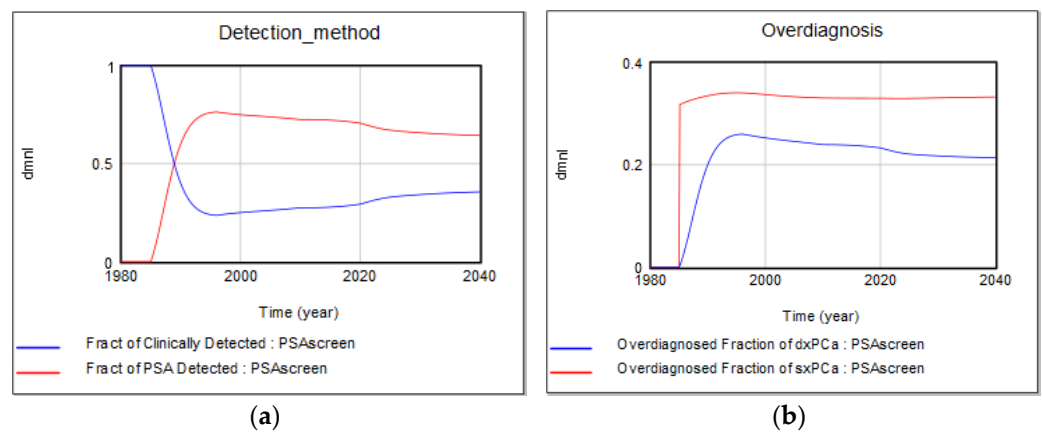 Detection_method
1
0.5
0
dmnl
1980 2000 2020 2040
Time (year)
Fract of Clinically Detected : PSAscreen
Fract of PSA Detected : PSAscreen
(a)
Overdiagnosis
0.4
0.2
0
dmnl
1980 2000 2020 2040
Time (year)
Overdiagnosed Fraction of dxPCa : PSAscreen
Overdiagnosed Fraction of sxPCa : PSAscreen
(b)